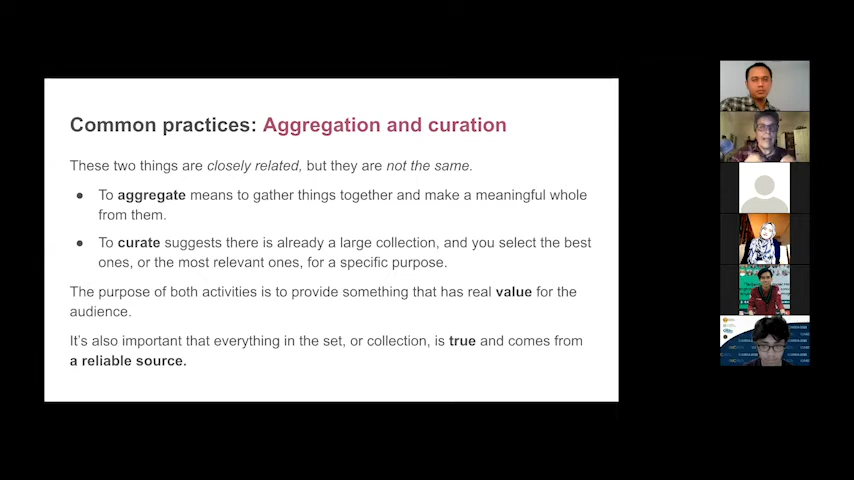 Common practices: Aggregation and curation
These two things are closely related, but they are not the same.
● To aggregate means to gather things together and make a meaningful whole
from them.
● To curate suggests there is already a large collection, and you select the best
ones, or the most relevant ones, for a specific purpose.
The purpose of both activities is to provide something that has real value for the
audience.
It's also important that everything in the set, or collection, is true and comes from
a reliable source.